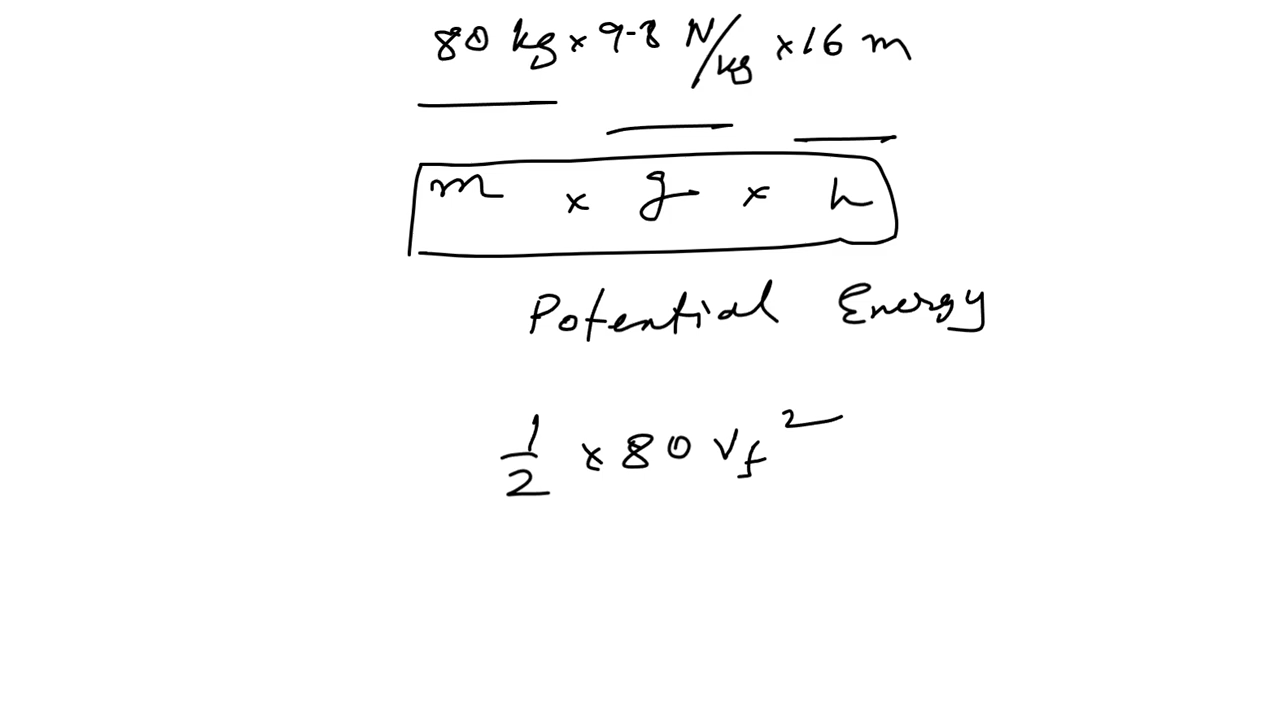 80 kg × 9.8 N/kg × 16 m
m × g × h
Potential Energy
1/2 × 80 Vf²